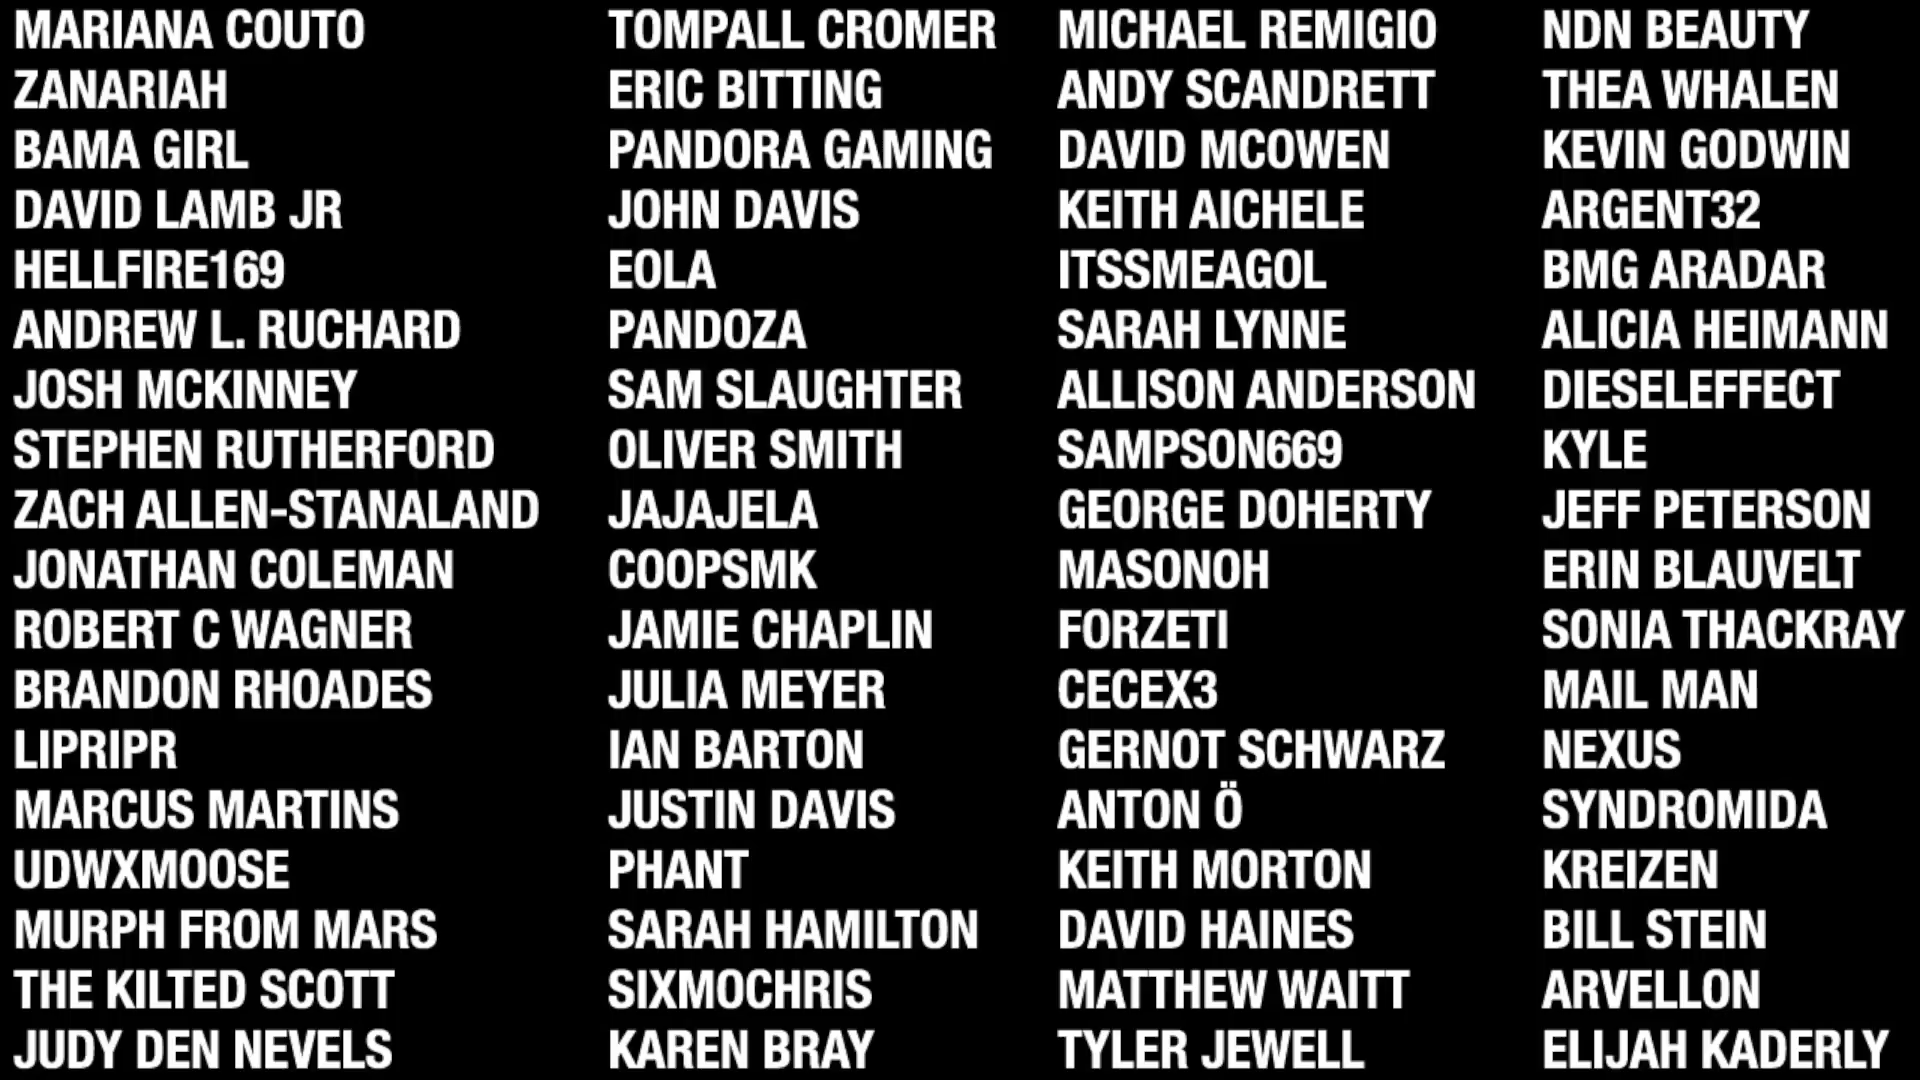 MARIANA COUTO
ZANARIAH
BAMA GIRL
DAVID LAMB JR
HELLFIRE169
ANDREW L. RUCHARD
JOSH MCKINNEY
STEPHEN RUTHERFORD
ZACH ALLEN-STANALAND
JONATHAN COLEMAN
ROBERT C WAGNER
BRANDON RHOADES
LIPRIPR
MARCUS MARTINS
UDWXMOOSE
MURPH FROM MARS
THE KILTED SCOTT
JUDY DEN NEVELS
TOMPALL CROMER
ERIC BITTING
PANDORA GAMING
JOHN DAVIS
EOLA
PANDOZA
SAM SLAUGHTER
OLIVER SMITH
JAJAJELA
COOPSMK
JAMIE CHAPLIN
JULIA MEYER
IAN BARTON
JUSTIN DAVIS
PHANT
SARAH HAMILTON
SIXMOCHRIS
KAREN BRAY
MICHAEL REMIGIO
ANDY SCANDRETT
DAVID MCOWEN
KEITH AICHELE
ITSSMEAGOL
SARAH LYNNE
ALLISON ANDERSON
SAMPSON669
GEORGE DOHERTY
MASONOH
FORZETI
CECEX3
GERNOT SCHWARZ
ANTON Ö
KEITH MORTON
DAVID HAINES
MATTHEW WAITT
TYLER JEWELL
NDN BEAUTY
THEA WHALEN
KEVIN GODWIN
ARGENT32
BMG ARADAR
ALICIA HEIMANN
DIESELEFFECT
KYLE
JEFF PETERSON
ERIN BLAUVELT
SONIA THACKRAY
MAIL MAN
NEXUS
SYNDROMIDA
KREIZEN
BILL STEIN
ARVELLON
ELIJAH KADERLY